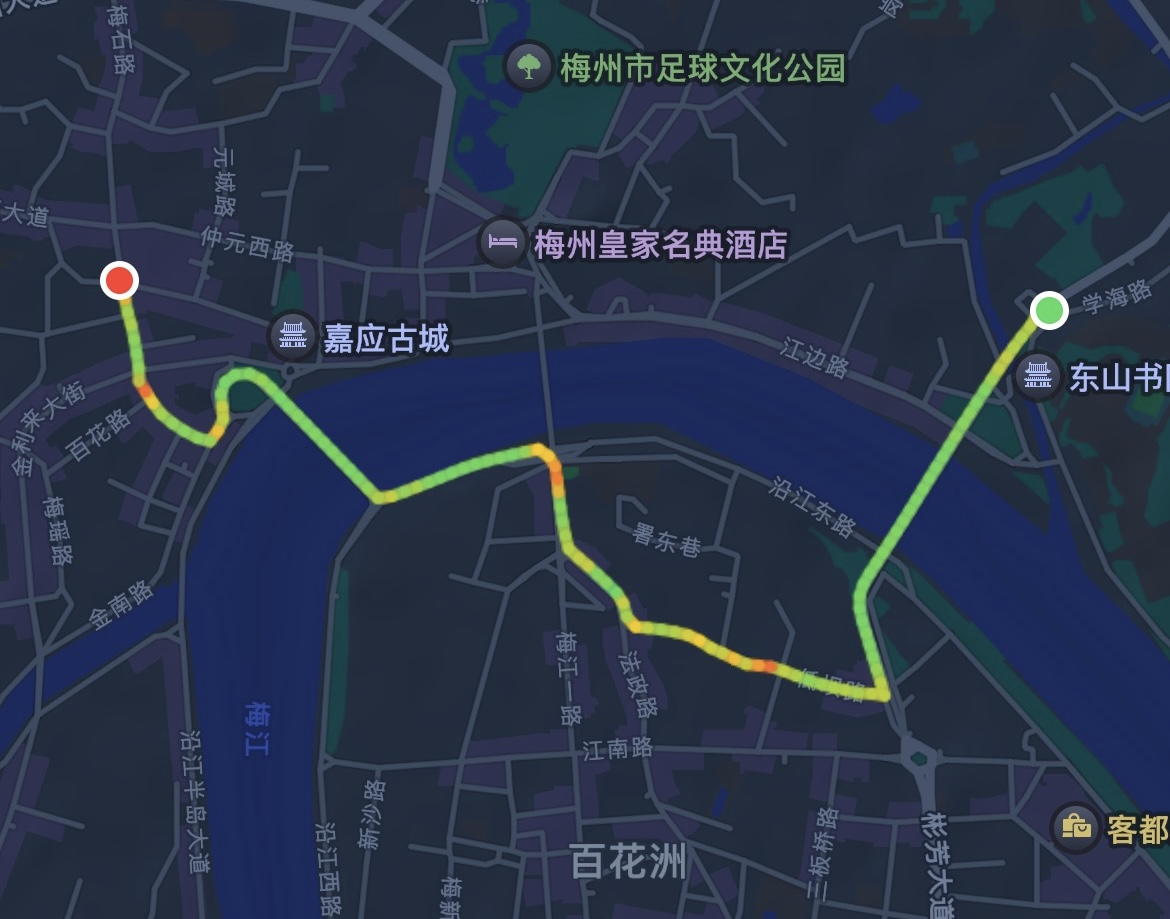 梅石路
梅州市足球文化公园
元城路
大道
仲元西路
梅州皇家名典酒店
学海路
嘉应古城
江边路
东山书
金利来大街
百花路
沿江东路
署东巷
金南路
梅江一路
法政路
梅江
江南路
沿江半岛大道
新沙路
沿江西路
三板桥路
彬芳大道
客都
百花洲
梅新